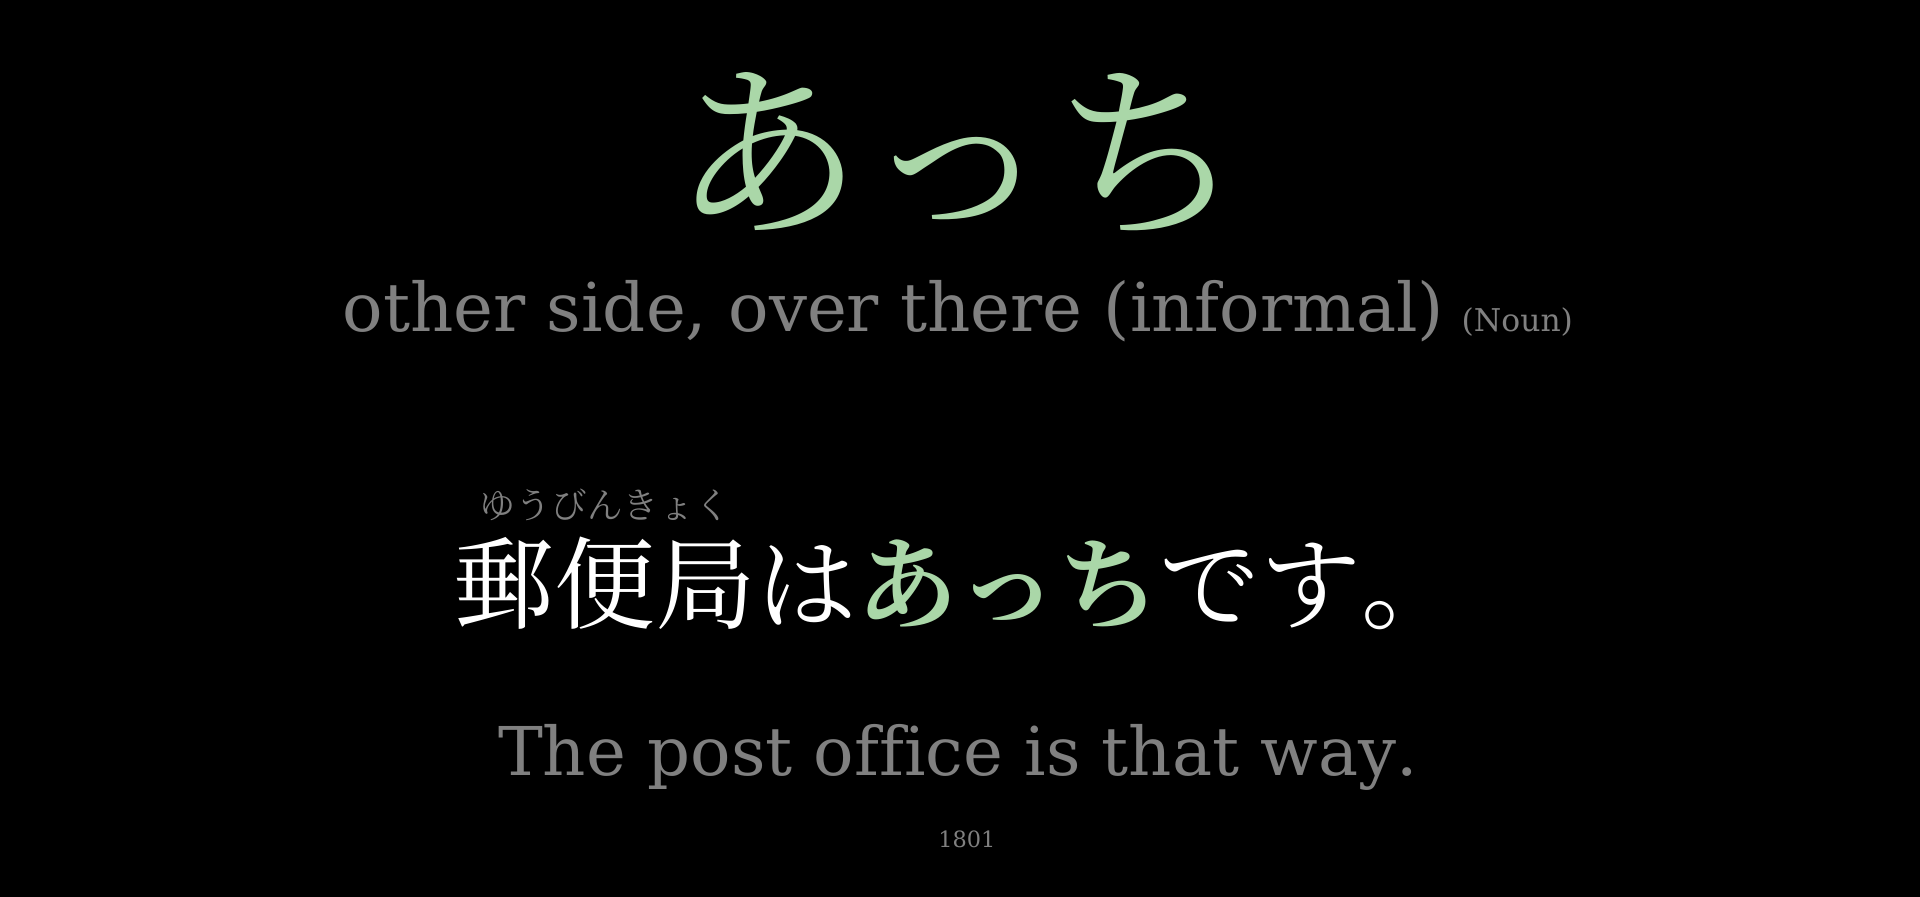 あっち
other side, over there (informal) (Noun)
ゆうびんきょく
郵便局はあっちです。
The post office is that way.
1801